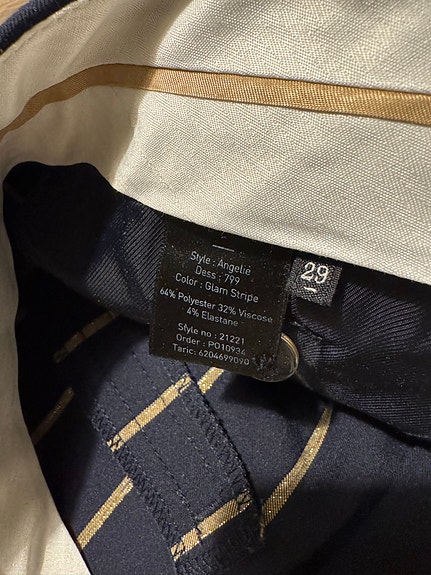 Style : Angelie
Dess : 799
Color : Glam Stripe
64% Polyester 32% Viscose
4% Elastane
Style no : 21221
Order : PO10936
Taric: 6204699090
29